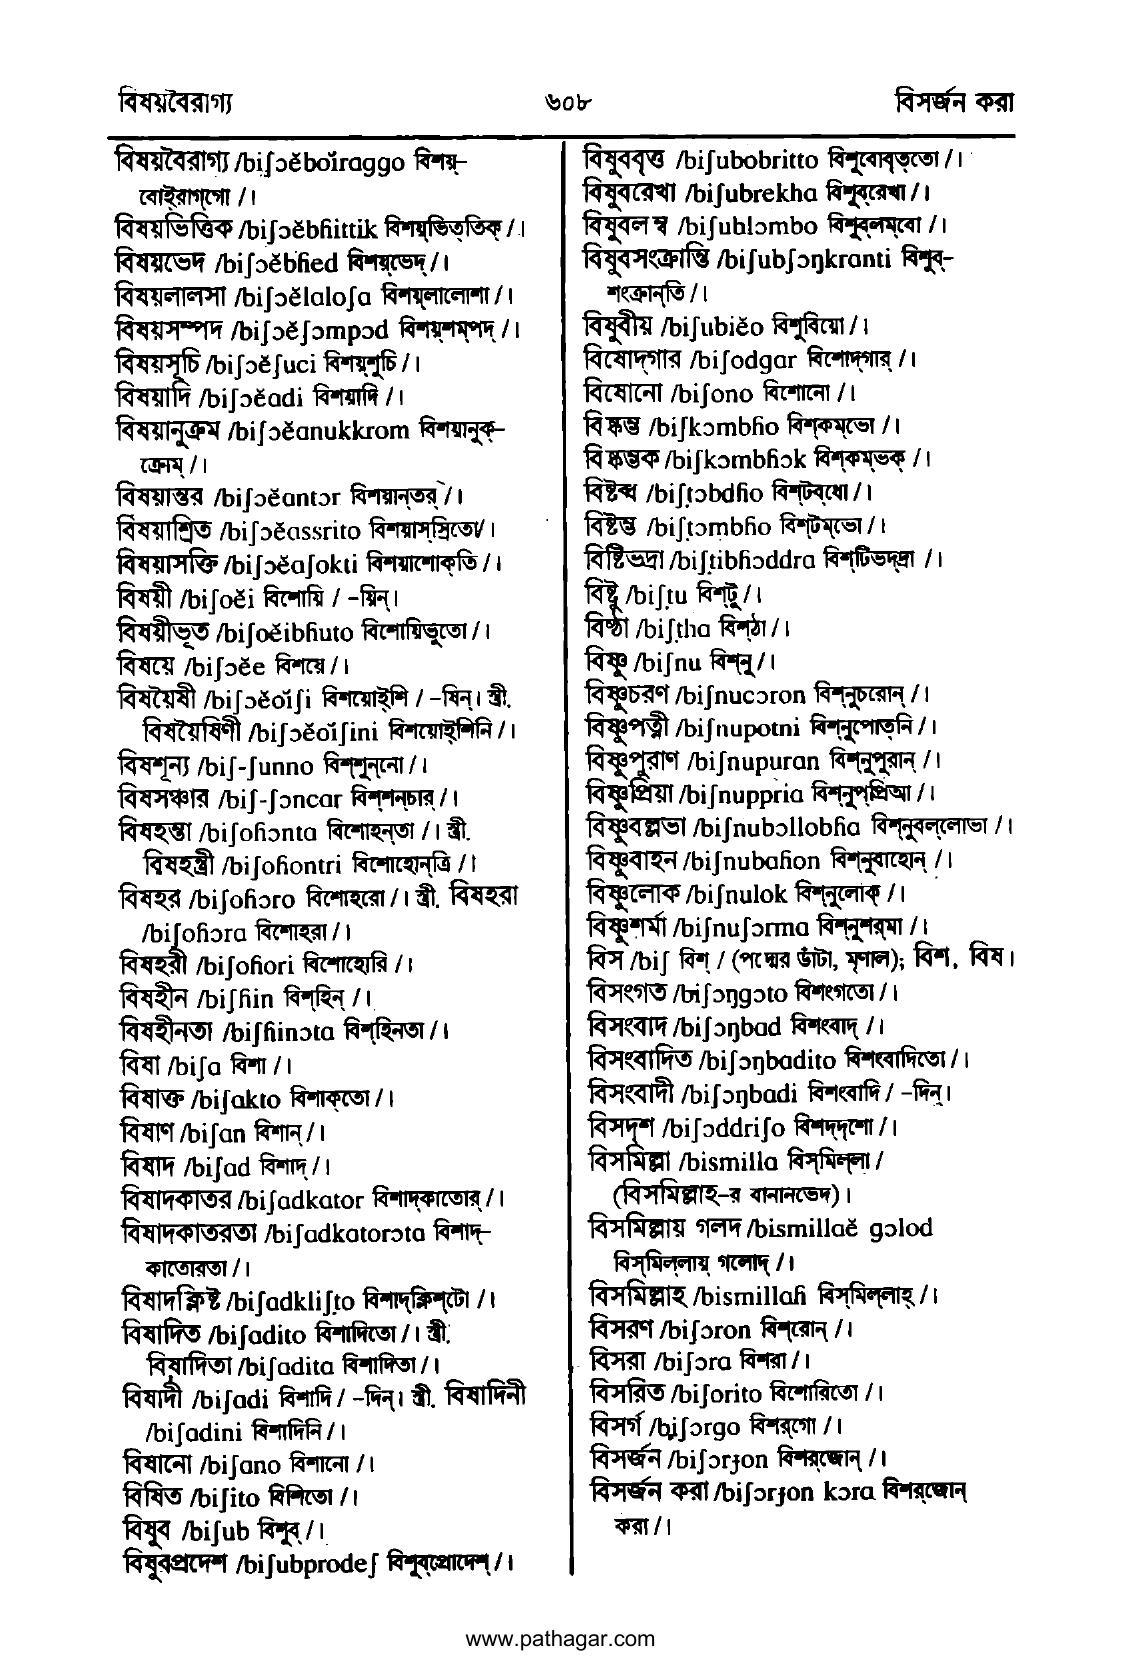 বিষয়বৈরাগ্য ৬০৮ বিসর্জন করা
বিষয়বৈরাগ্য /biʃɔĕboĭraggo বিশয়্-
বোইরাগ্গো /।
বিষয়ভিত্তিক /biʃɔĕbɦittik বিশয়্ভিত্তিক্ /।
বিষয়ভেদ /biʃɔĕbɦed বিশয়্ভেদ্ /।
বিষয়লালসা /biʃɔĕlaloʃa বিশয়্লালোশা /।
বিষয়সম্পদ /biʃɔĕʃɔmpɔd বিশয়্শম্পদ্ /।
বিষয়সূচি /biʃɔĕʃuci বিশয়্শুচি /।
বিষয়াদি /biʃɔĕadi বিশয়াদি /।
বিষয়ানুক্রম /biʃɔĕanukkrom বিশয়ানুক্-
ক্রোম্ /।
বিষয়ান্তর /biʃɔĕantɔr বিশয়ান্তর্ /।
বিষয়াশ্রিত /biʃɔĕassrito বিশয়াস্স্রিতো/।
বিষয়াসক্তি /biʃɔĕaʃokti বিশয়াশোক্তি /।
বিষয়ী /biʃoĕi বিশোয়ি / -য়িন্।
বিষয়ীভূত /biʃoĕibɦuto বিশোয়িভুতো /।
বিষয়ে /biʃɔĕe বিশয়ে /।
বিষয়ৈষী /biʃɔĕoĭʃi বিশয়োইশি / -ষিন্। স্ত্রী.
বিষয়ৈষিণী /biʃɔĕoĭʃini বিশয়োইশিনি /।
বিষশূন্য /biʃ-ʃunno বিশ্শুন্নো /।
বিষসঞ্চার /biʃ-ʃɔncar বিশ্শন্চার্ /।
বিষহন্তা /biʃoɦɔnta বিশোহন্তা /। স্ত্রী.
বিষহন্ত্রী /biʃoɦontri বিশোহোন্ত্রি /।
বিষহর /biʃoɦɔro বিশোহরো /। স্ত্রী. বিষহরা
/biʃoɦɔra বিশোহরা /।
বিষহরী /biʃoɦori বিশোহোরি /।
বিষহীন /biʃɦin বিশ্হিন্ /।
বিষহীনতা /biʃɦinɔta বিশ্হিনতা /।
বিষা /biʃa বিশা /।
বিষাক্ত /biʃakto বিশাক্তো /।
বিষাণ /biʃan বিশান্ /।
বিষাদ /biʃad বিশাদ্ /।
বিষাদকাতর /biʃadkator বিশাদ্কাতোর্ /।
বিষাদকাতরতা /biʃadkatorɔta বিশাদ্-
কাতোরতা /।
বিষাদক্লিষ্ট /biʃadkliʃʈo বিশাদ্ক্লিশ্টো /।
বিষাদিত /biʃadito বিশাদিতো /। স্ত্রী.
বিষাদিতা /biʃadita বিশাদিতা /।
বিষাদী /biʃadi বিশাদি / -দিন্। স্ত্রী. বিষাদিনী
/biʃadini বিশাদিনি /।
বিষানো /biʃano বিশানো /।
বিষিত /biʃito বিশিতো /।
বিষুব /biʃub বিশুব্ /।
বিষুবপ্রদেশ /biʃubprodeʃ বিশুব্প্রোদেশ্ /।
বিষুববৃত্ত /biʃubobritto বিশুবোবৃত্তো /।
বিষুবরেখা /biʃubrekha বিশুব্রেখা /।
বিষুবলম্ব /biʃublɔmbo বিশুব্লম্বো /।
বিষুবসংক্রান্তি /biʃubʃɔŋkranti বিশুব্-
শংক্রান্তি /।
বিষুবীয় /biʃubiĕo বিশুবিয়ো /।
বিষোদ্গার /biʃodgar বিশোদ্গার্ /।
বিষোনো /biʃono বিশোনো /।
বিষ্কম্ভ /biʃkɔmbɦo বিশ্কম্ভো /।
বিষ্কম্ভক /biʃkɔmbɦɔk বিশ্কম্ভক্ /।
বিষ্টব্ধ /biʃʈɔbdɦo বিশ্টব্ধো /।
বিষ্টম্ভ /biʃʈɔmbɦo বিশ্টম্ভো /।
বিষ্টিভদ্রা /biʃʈibɦɔddra বিশ্টিভদ্দ্রা /।
বিষ্টু /biʃʈu বিশ্টু /।
বিষ্ঠা /biʃʈha বিশ্ঠা /।
বিষ্ণু /biʃnu বিশ্নু /।
বিষ্ণুচরণ /biʃnucɔron বিশ্নুচরোন্ /।
বিষ্ণুপত্নী /biʃnupotni বিশ্নুপোত্নি /।
বিষ্ণুপুরাণ /biʃnupuran বিশ্নুপুরান্ /।
বিষ্ণুপ্রিয়া /biʃnuppria বিশ্নুপ্প্রিআ /।
বিষ্ণুবল্লভা /biʃnubɔllobɦa বিশ্নুবল্লোভা /।
বিষ্ণুবাহন /biʃnubaɦon বিশ্নুবাহোন্ /।
বিষ্ণুলোক /biʃnulok বিশ্নুলোক্ /।
বিষ্ণুশর্মা /biʃnuʃɔrma বিশ্নুশর্মা /।
বিস /biʃ বিশ্ / (পদ্মের ডাঁটা, মৃণাল); বিশ, বিষ।
বিসংগত /biʃɔŋgɔto বিশংগতো /।
বিসংবাদ /biʃɔŋbad বিশংবাদ্ /।
বিসংবাদিত /biʃɔŋbadito বিশংবাদিতো /।
বিসংবাদী /biʃɔŋbadi বিশংবাদি / -দিন্।
বিসদৃশ /biʃɔddriʃo বিশদ্দৃশো /।
বিসমিল্লা /bismilla বিস্মিল্লা /
(বিসমিল্লাহ-র বানানভেদ)।
বিসমিল্লায় গলদ /bismillaĕ gɔlod
বিস্মিল্লায়্ গলোদ্ /।
বিসমিল্লাহ /bismillaɦ বিস্মিল্লাহ্ /।
বিসরণ /biʃɔron বিশ্রোন্ /।
বিসরা /biʃɔra বিশরা /।
বিসরিত /biʃorito বিশোরিতো /।
বিসর্গ /biʃɔrgo বিশর্গো /।
বিসর্জন /biʃɔrɟon বিশর্জোন্ /।
বিসর্জন করা /biʃɔrɟon kɔra বিশর্জোন্
করা /।
www.pathagar.com